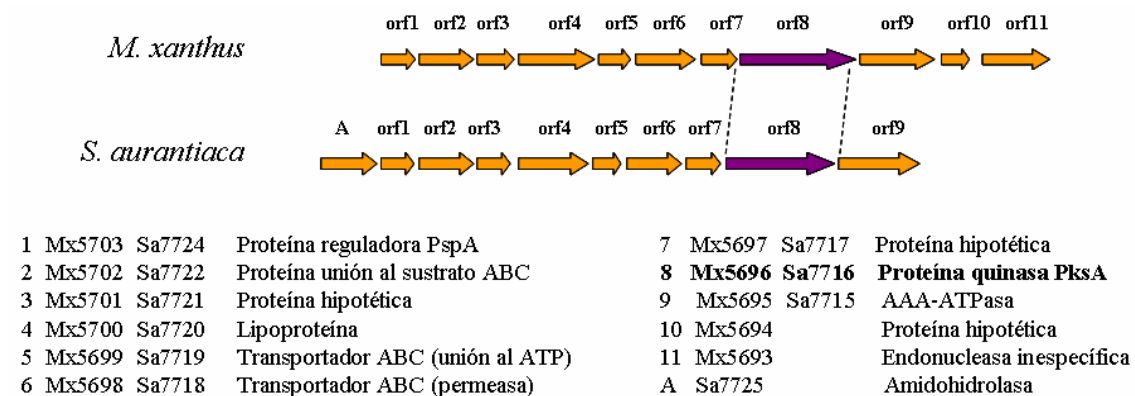 orf1 orf2 orf3 orf4 orf5 orf6 orf7 orf8 orf9 orf10 orf11
M. xanthus
A orf1 orf2 orf3 orf4 orf5 orf6 orf7 orf8 orf9
S. aurantiaca
1 Mx5703 Sa7724 Proteína reguladora PspA
2 Mx5702 Sa7722 Proteína unión al sustrato ABC
3 Mx5701 Sa7721 Proteína hipotética
4 Mx5700 Sa7720 Lipoproteína
5 Mx5699 Sa7719 Transportador ABC (unión al ATP)
6 Mx5698 Sa7718 Transportador ABC (permeasa)
7 Mx5697 Sa7717 Proteína hipotética
8 Mx5696 Sa7716 Proteína quinasa PksA
9 Mx5695 Sa7715 AAA-ATPasa
10 Mx5694 Proteína hipotética
11 Mx5693 Endonucleasa inespecífica
A Sa7725 Amidohidrolasa